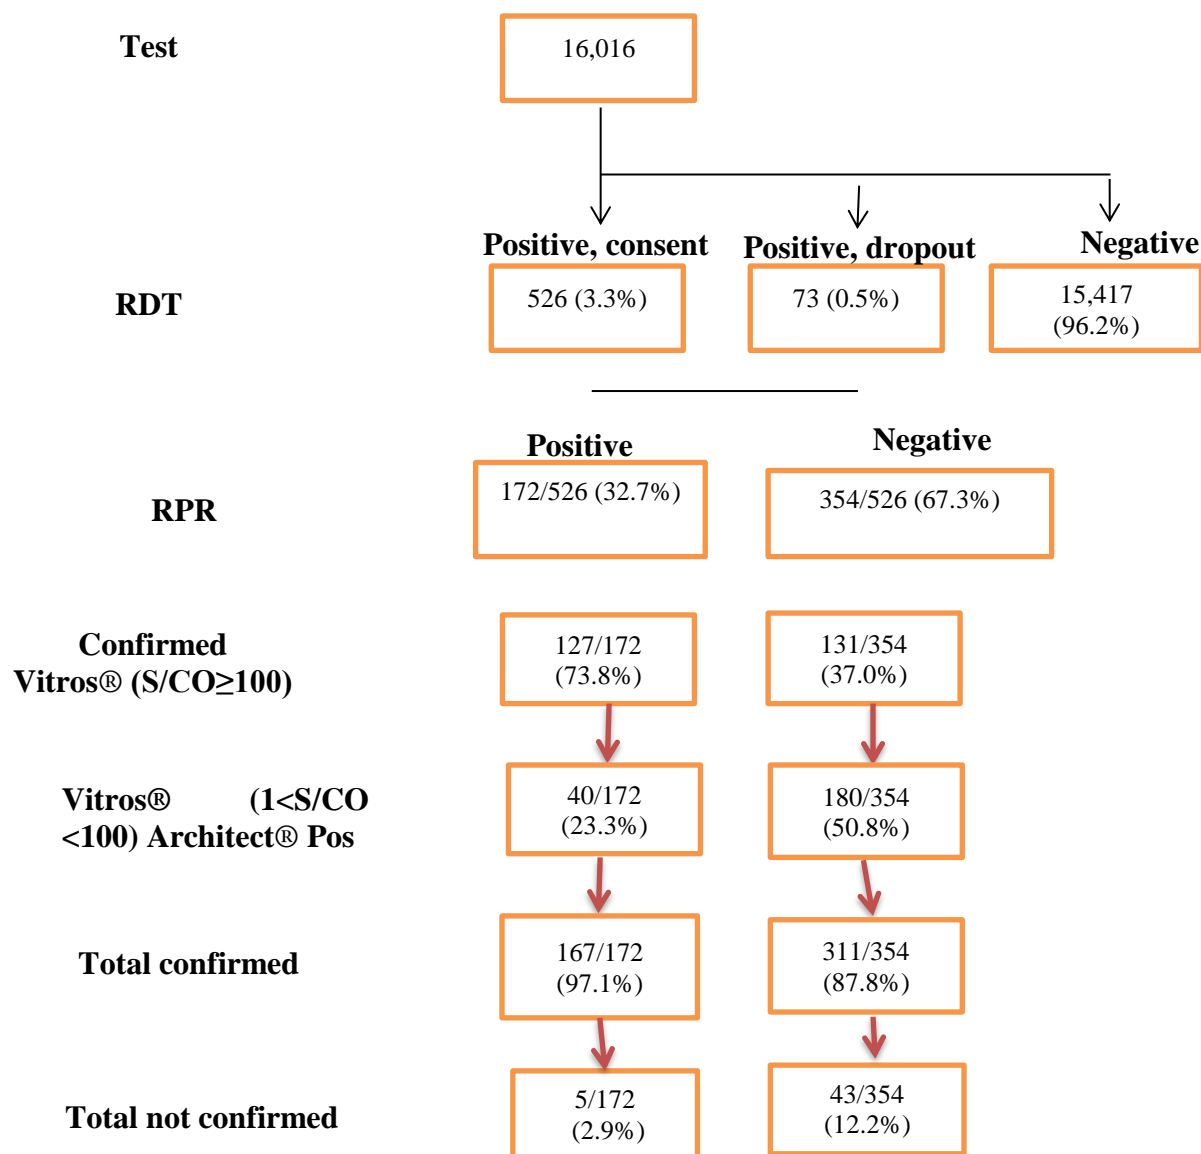 Test
16,016
Positive, consent
Positive, dropout
Negative
RDT
526 (3.3%)
73 (0.5%)
15,417
(96.2%)
Positive
Negative
RPR
172/526 (32.7%)
354/526 (67.3%)
Confirmed
Vitros® (S/CO≥100)
127/172
(73.8%)
131/354
(37.0%)
Vitros® (1<S/CO
<100) Architect® Pos
40/172
(23.3%)
180/354
(50.8%)
Total confirmed
167/172
(97.1%)
311/354
(87.8%)
Total not confirmed
5/172
(2.9%)
43/354
(12.2%)